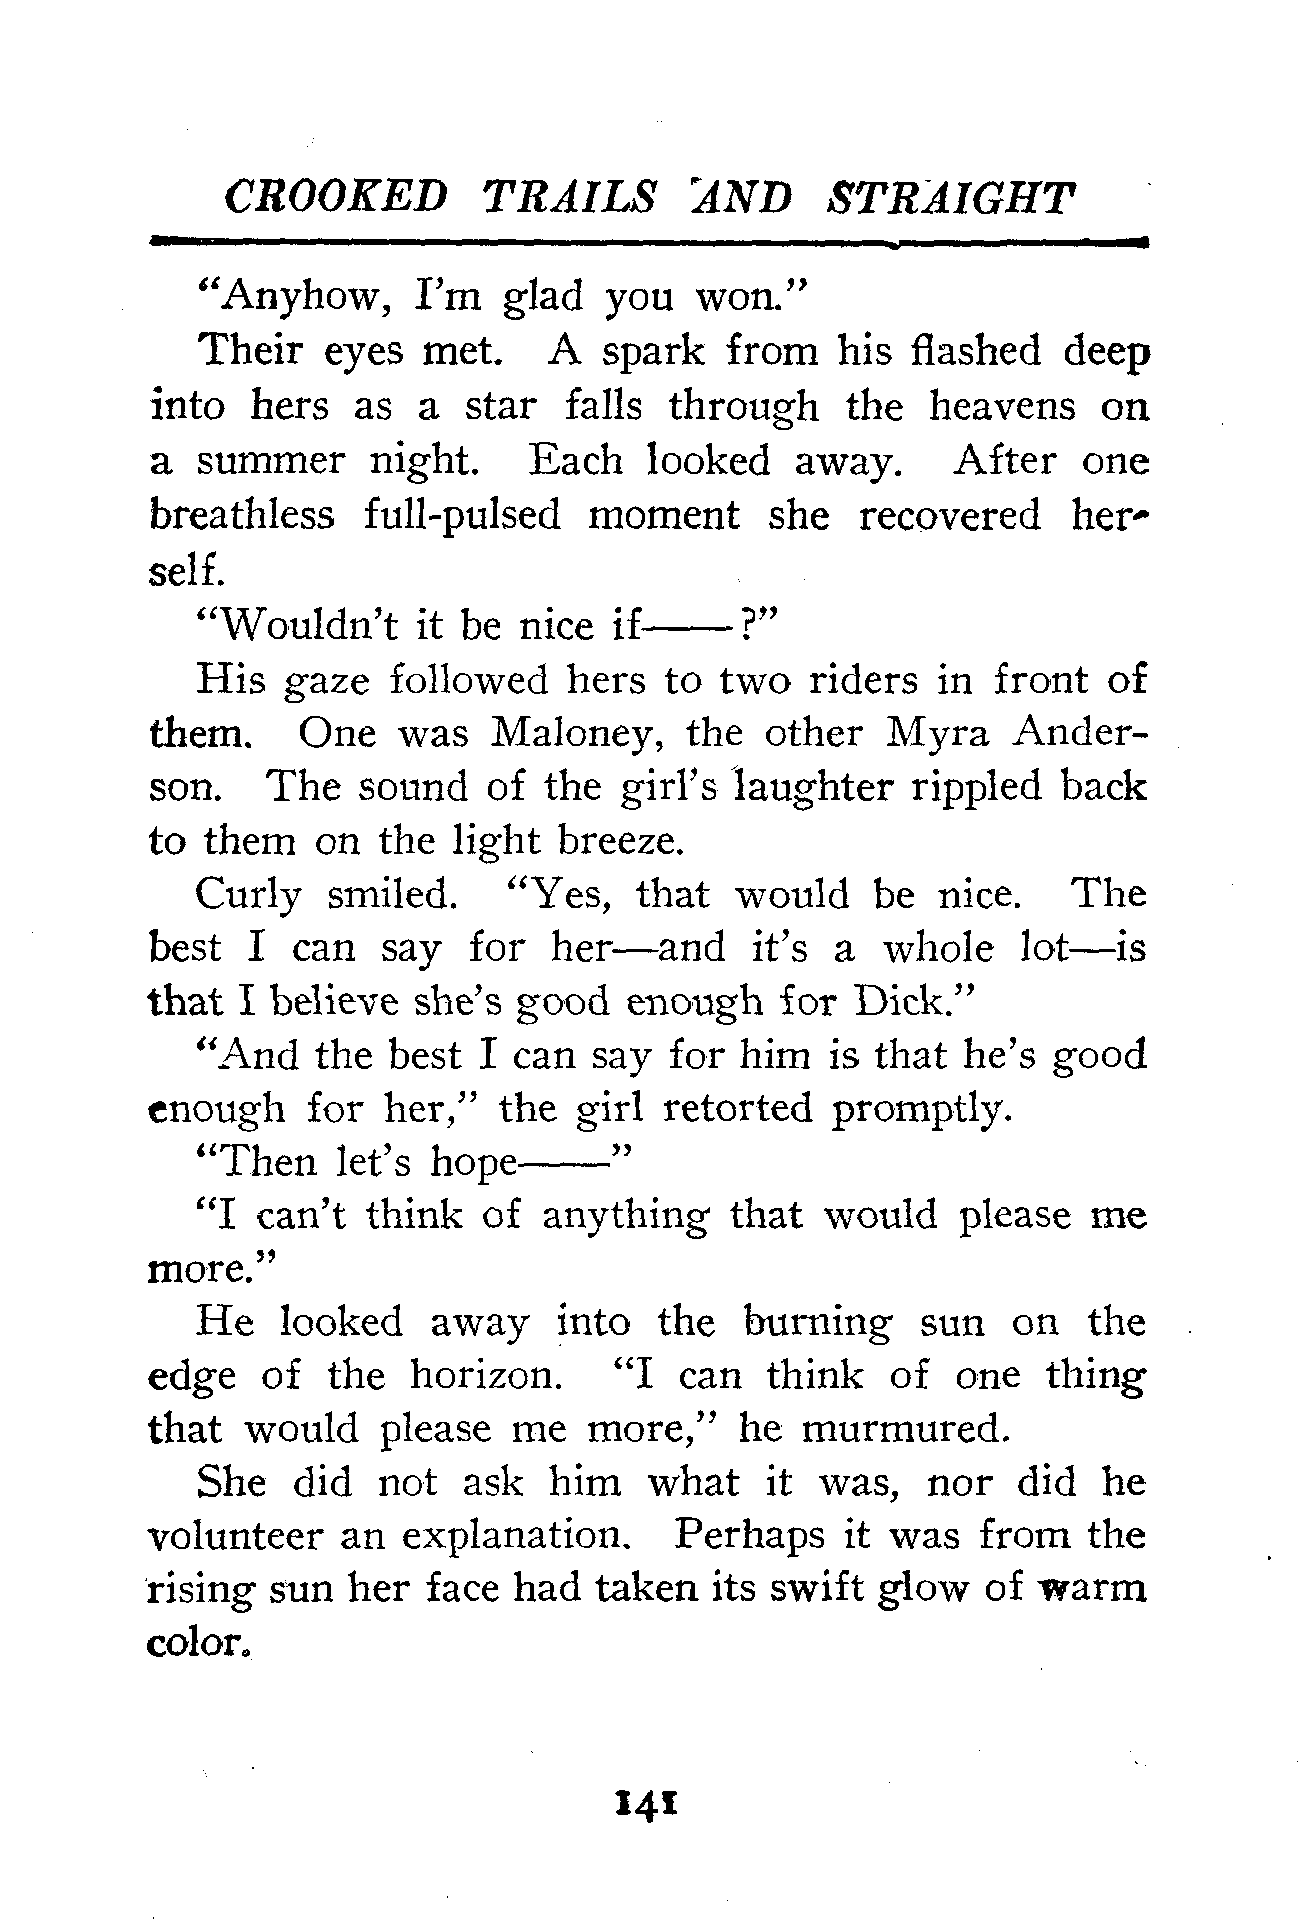 CROOKED TRAILS AND STRAIGHT
“Anyhow, I’m glad you won.”
Their eyes met. A spark from his flashed deep
into hers as a star falls through the heavens on
a summer night. Each looked away. After one
breathless full-pulsed moment she recovered her-
self.
“Wouldn’t it be nice if——?”
His gaze followed hers to two riders in front of
them. One was Maloney, the other Myra Ander-
son. The sound of the girl’s laughter rippled back
to them on the light breeze.
Curly smiled. “Yes, that would be nice. The
best I can say for her—and it’s a whole lot—is
that I believe she’s good enough for Dick.”
“And the best I can say for him is that he’s good
enough for her,” the girl retorted promptly.
“Then let’s hope——”
“I can’t think of anything that would please me
more.”
He looked away into the burning sun on the
edge of the horizon. “I can think of one thing
that would please me more,” he murmured.
She did not ask him what it was, nor did he
volunteer an explanation. Perhaps it was from the
rising sun her face had taken its swift glow of warm
color.
141